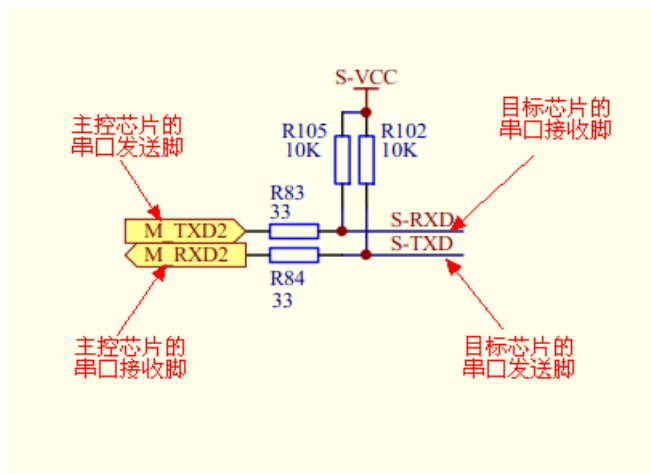 S-VCC
主控芯片的
串口发送脚
目标芯片的
串口接收脚
R105
10K
R102
10K
R83
33
M_TXD2
S-RXD
M_RXD2
S-TXD
R84
33
主控芯片的
串口接收脚
目标芯片的
串口发送脚